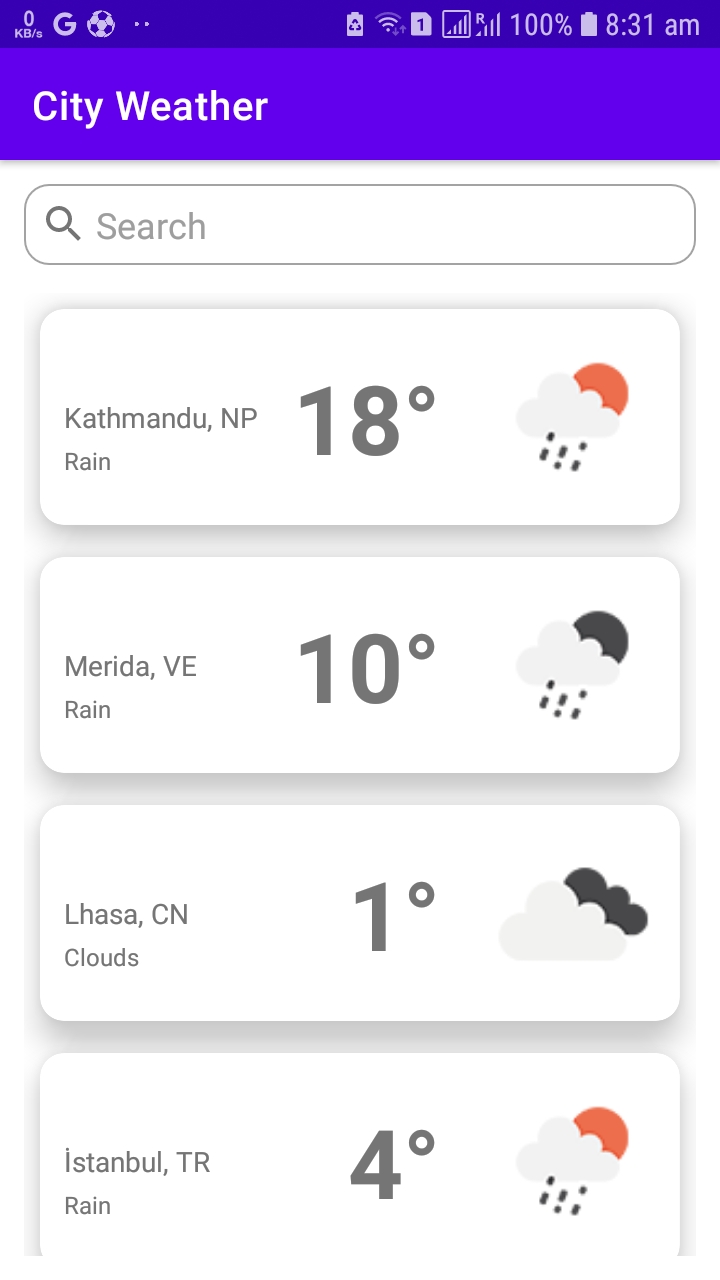 0 KB/s G 1 R 100% 8:31 am
City Weather
Search
Kathmandu, NP
Rain
18°
Merida, VE
Rain
10°
Lhasa, CN
Clouds
1°
İstanbul, TR
Rain
4°